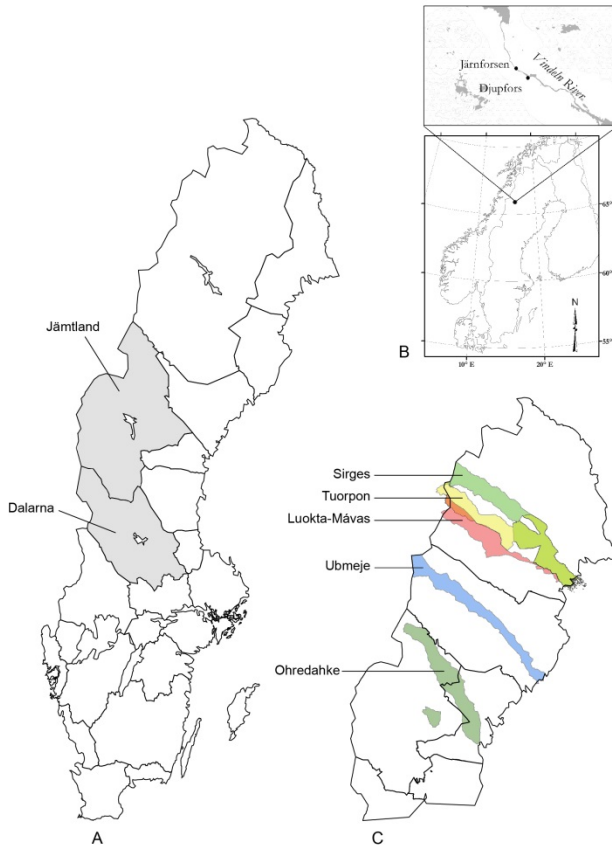 Järnforsen
Djupfors
Vindeln River
65°
60°
55°
N
10° E
20° E
B
Jämtland
Dalarna
A
Sirges
Tuorpon
Luokta-Mávas
Ubmeje
Ohredahke
C